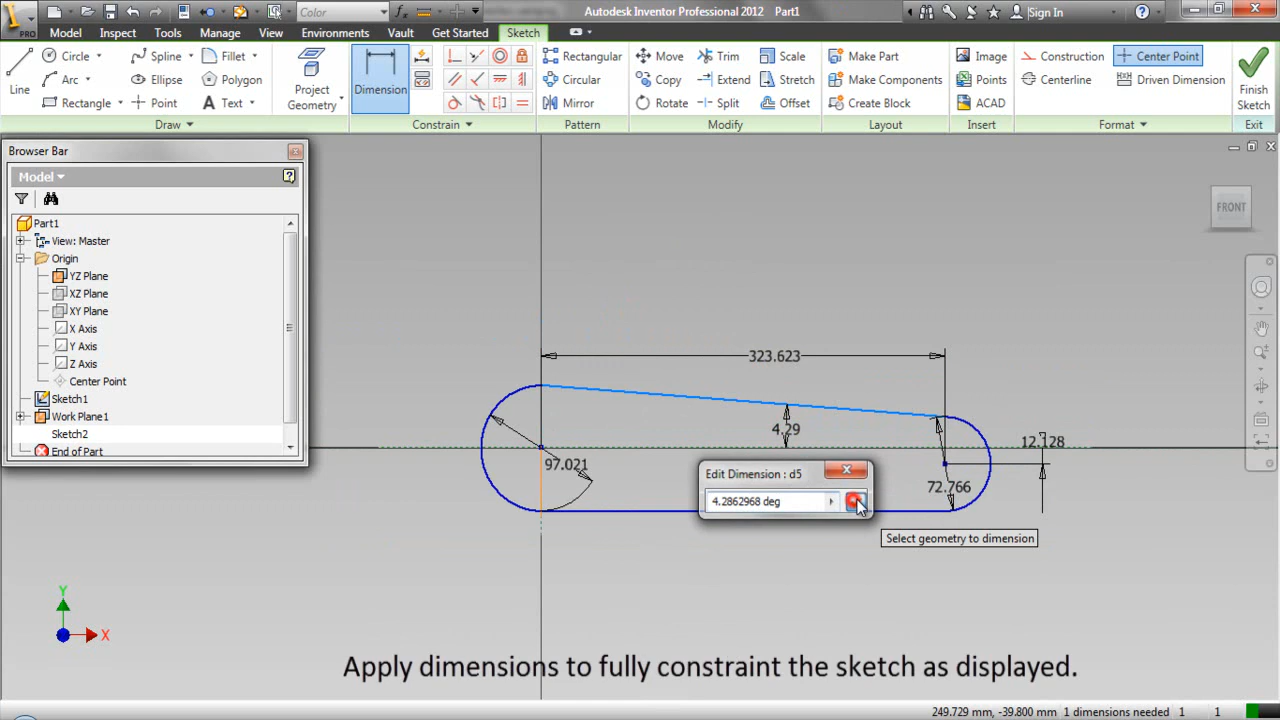 PRO
Color
Autodesk Inventor Professional 2012 Part1
Sign In
Model Inspect Tools Manage View Environments Vault Get Started Sketch
Line
Circle
Arc
Rectangle
Spline
Ellipse
Point
Fillet
Polygon
Text
Project
Geometry
Draw
Dimension
Constrain
Rectangular
Circular
Mirror
Pattern
Move
Copy
Rotate
Trim
Extend
Split
Scale
Stretch
Offset
Modify
Make Part
Make Components
Create Block
Layout
Image
Points
ACAD
Insert
Construction
Centerline
Center Point
Driven Dimension
Format
Finish
Sketch
Exit
Browser Bar
Model
Part1
View: Master
Origin
YZ Plane
XZ Plane
XY Plane
X Axis
Y Axis
Z Axis
Center Point
Sketch1
Work Plane1
Sketch2
End of Part
FRONT
323.623
4.29
12.128
97.021
72.766
Edit Dimension : d5
4.2862968 deg
Select geometry to dimension
Y
X
Apply dimensions to fully constraint the sketch as displayed.
249.729 mm, -39.800 mm 1 dimensions needed 1 1